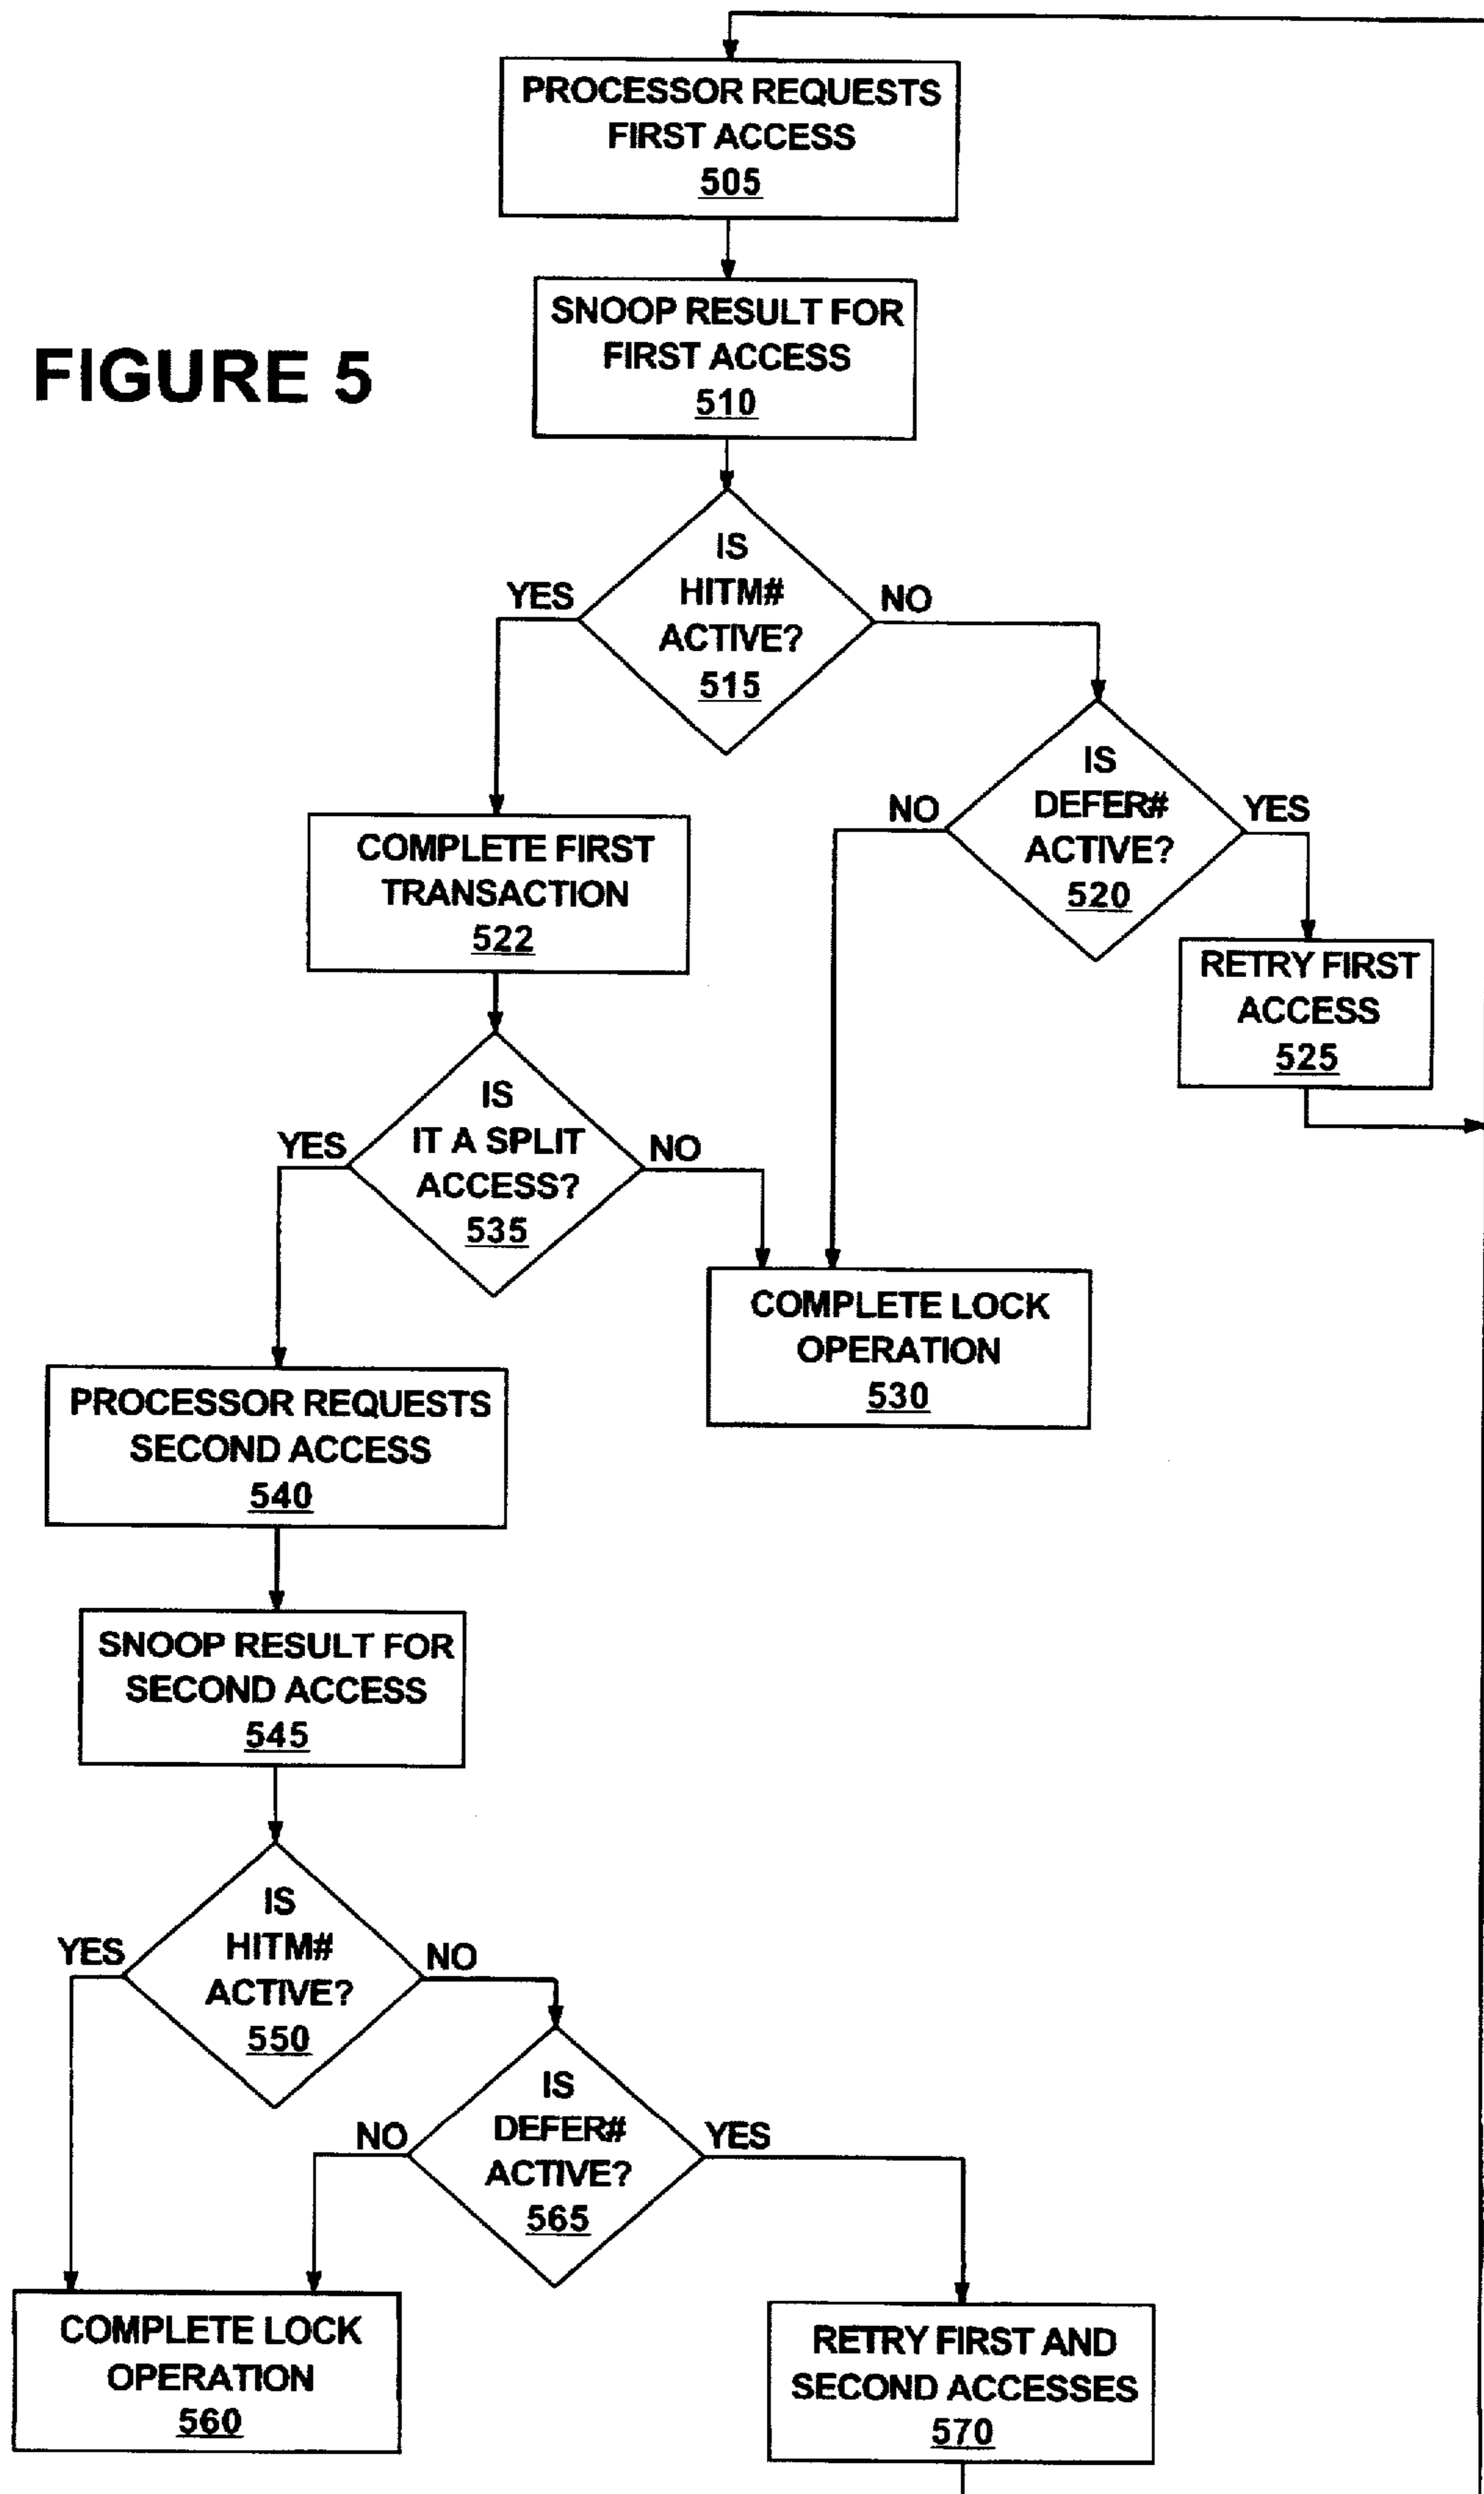 PROCESSOR REQUESTS
FIRST ACCESS
505
SNOOP RESULT FOR
FIRST ACCESS
510
FIGURE 5
IS
HITM#
ACTIVE?
515
YES
NO
IS
DEFER#
ACTIVE?
520
NO
YES
COMPLETE FIRST
TRANSACTION
522
RETRY FIRST
ACCESS
525
IS
IT A SPLIT
ACCESS?
535
YES
NO
COMPLETE LOCK
OPERATION
530
PROCESSOR REQUESTS
SECOND ACCESS
540
SNOOP RESULT FOR
SECOND ACCESS
545
IS
HITM#
ACTIVE?
550
YES
NO
IS
DEFER#
ACTIVE?
565
NO
YES
COMPLETE LOCK
OPERATION
560
RETRY FIRST AND
SECOND ACCESSES
570